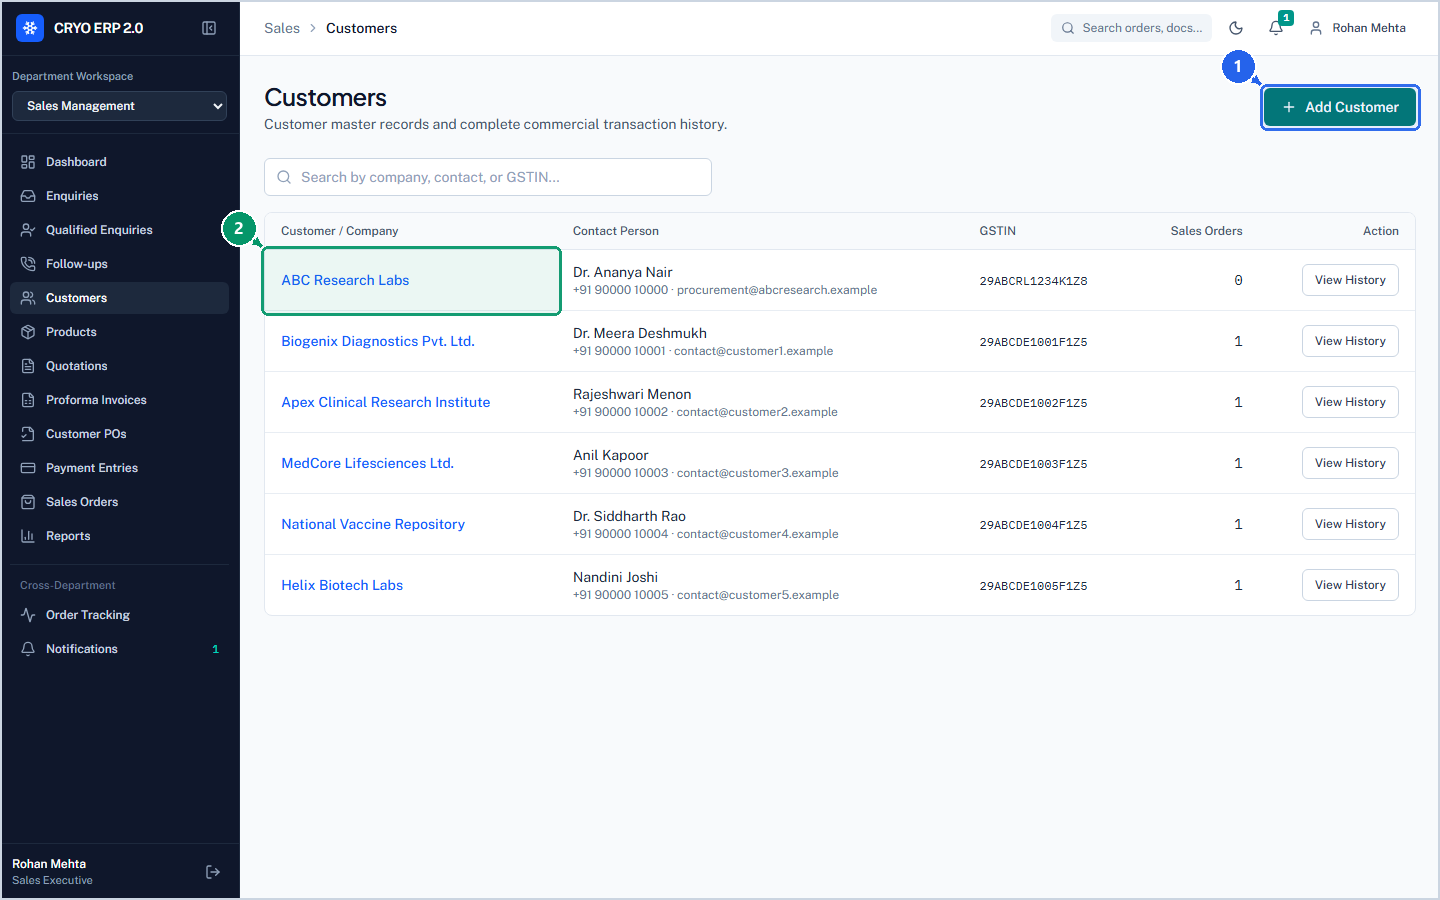 CRYO ERP 2.0
Department Workspace
Sales Management
Dashboard
Enquiries
Qualified Enquiries
Follow-ups
Customers
Products
Quotations
Proforma Invoices
Customer POs
Payment Entries
Sales Orders
Reports
Cross-Department
Order Tracking
Notifications 1
Rohan Mehta
Sales Executive
Sales > Customers
Search orders, docs...
1
Rohan Mehta
1
Customers
Customer master records and complete commercial transaction history.
+ Add Customer
Search by company, contact, or GSTIN...
2
Customer / Company Contact Person GSTIN Sales Orders Action
ABC Research Labs Dr. Ananya Nair 29ABCRL1234K1Z8 0 View History
+91 90000 10000 · procurement@abcresearch.example
Biogenix Diagnostics Pvt. Ltd. Dr. Meera Deshmukh 29ABCDE1001F1Z5 1 View History
+91 90000 10001 · contact@customer1.example
Apex Clinical Research Institute Rajeshwari Menon 29ABCDE1002F1Z5 1 View History
+91 90000 10002 · contact@customer2.example
MedCore Lifesciences Ltd. Anil Kapoor 29ABCDE1003F1Z5 1 View History
+91 90000 10003 · contact@customer3.example
National Vaccine Repository Dr. Siddharth Rao 29ABCDE1004F1Z5 1 View History
+91 90000 10004 · contact@customer4.example
Helix Biotech Labs Nandini Joshi 29ABCDE1005F1Z5 1 View History
+91 90000 10005 · contact@customer5.example